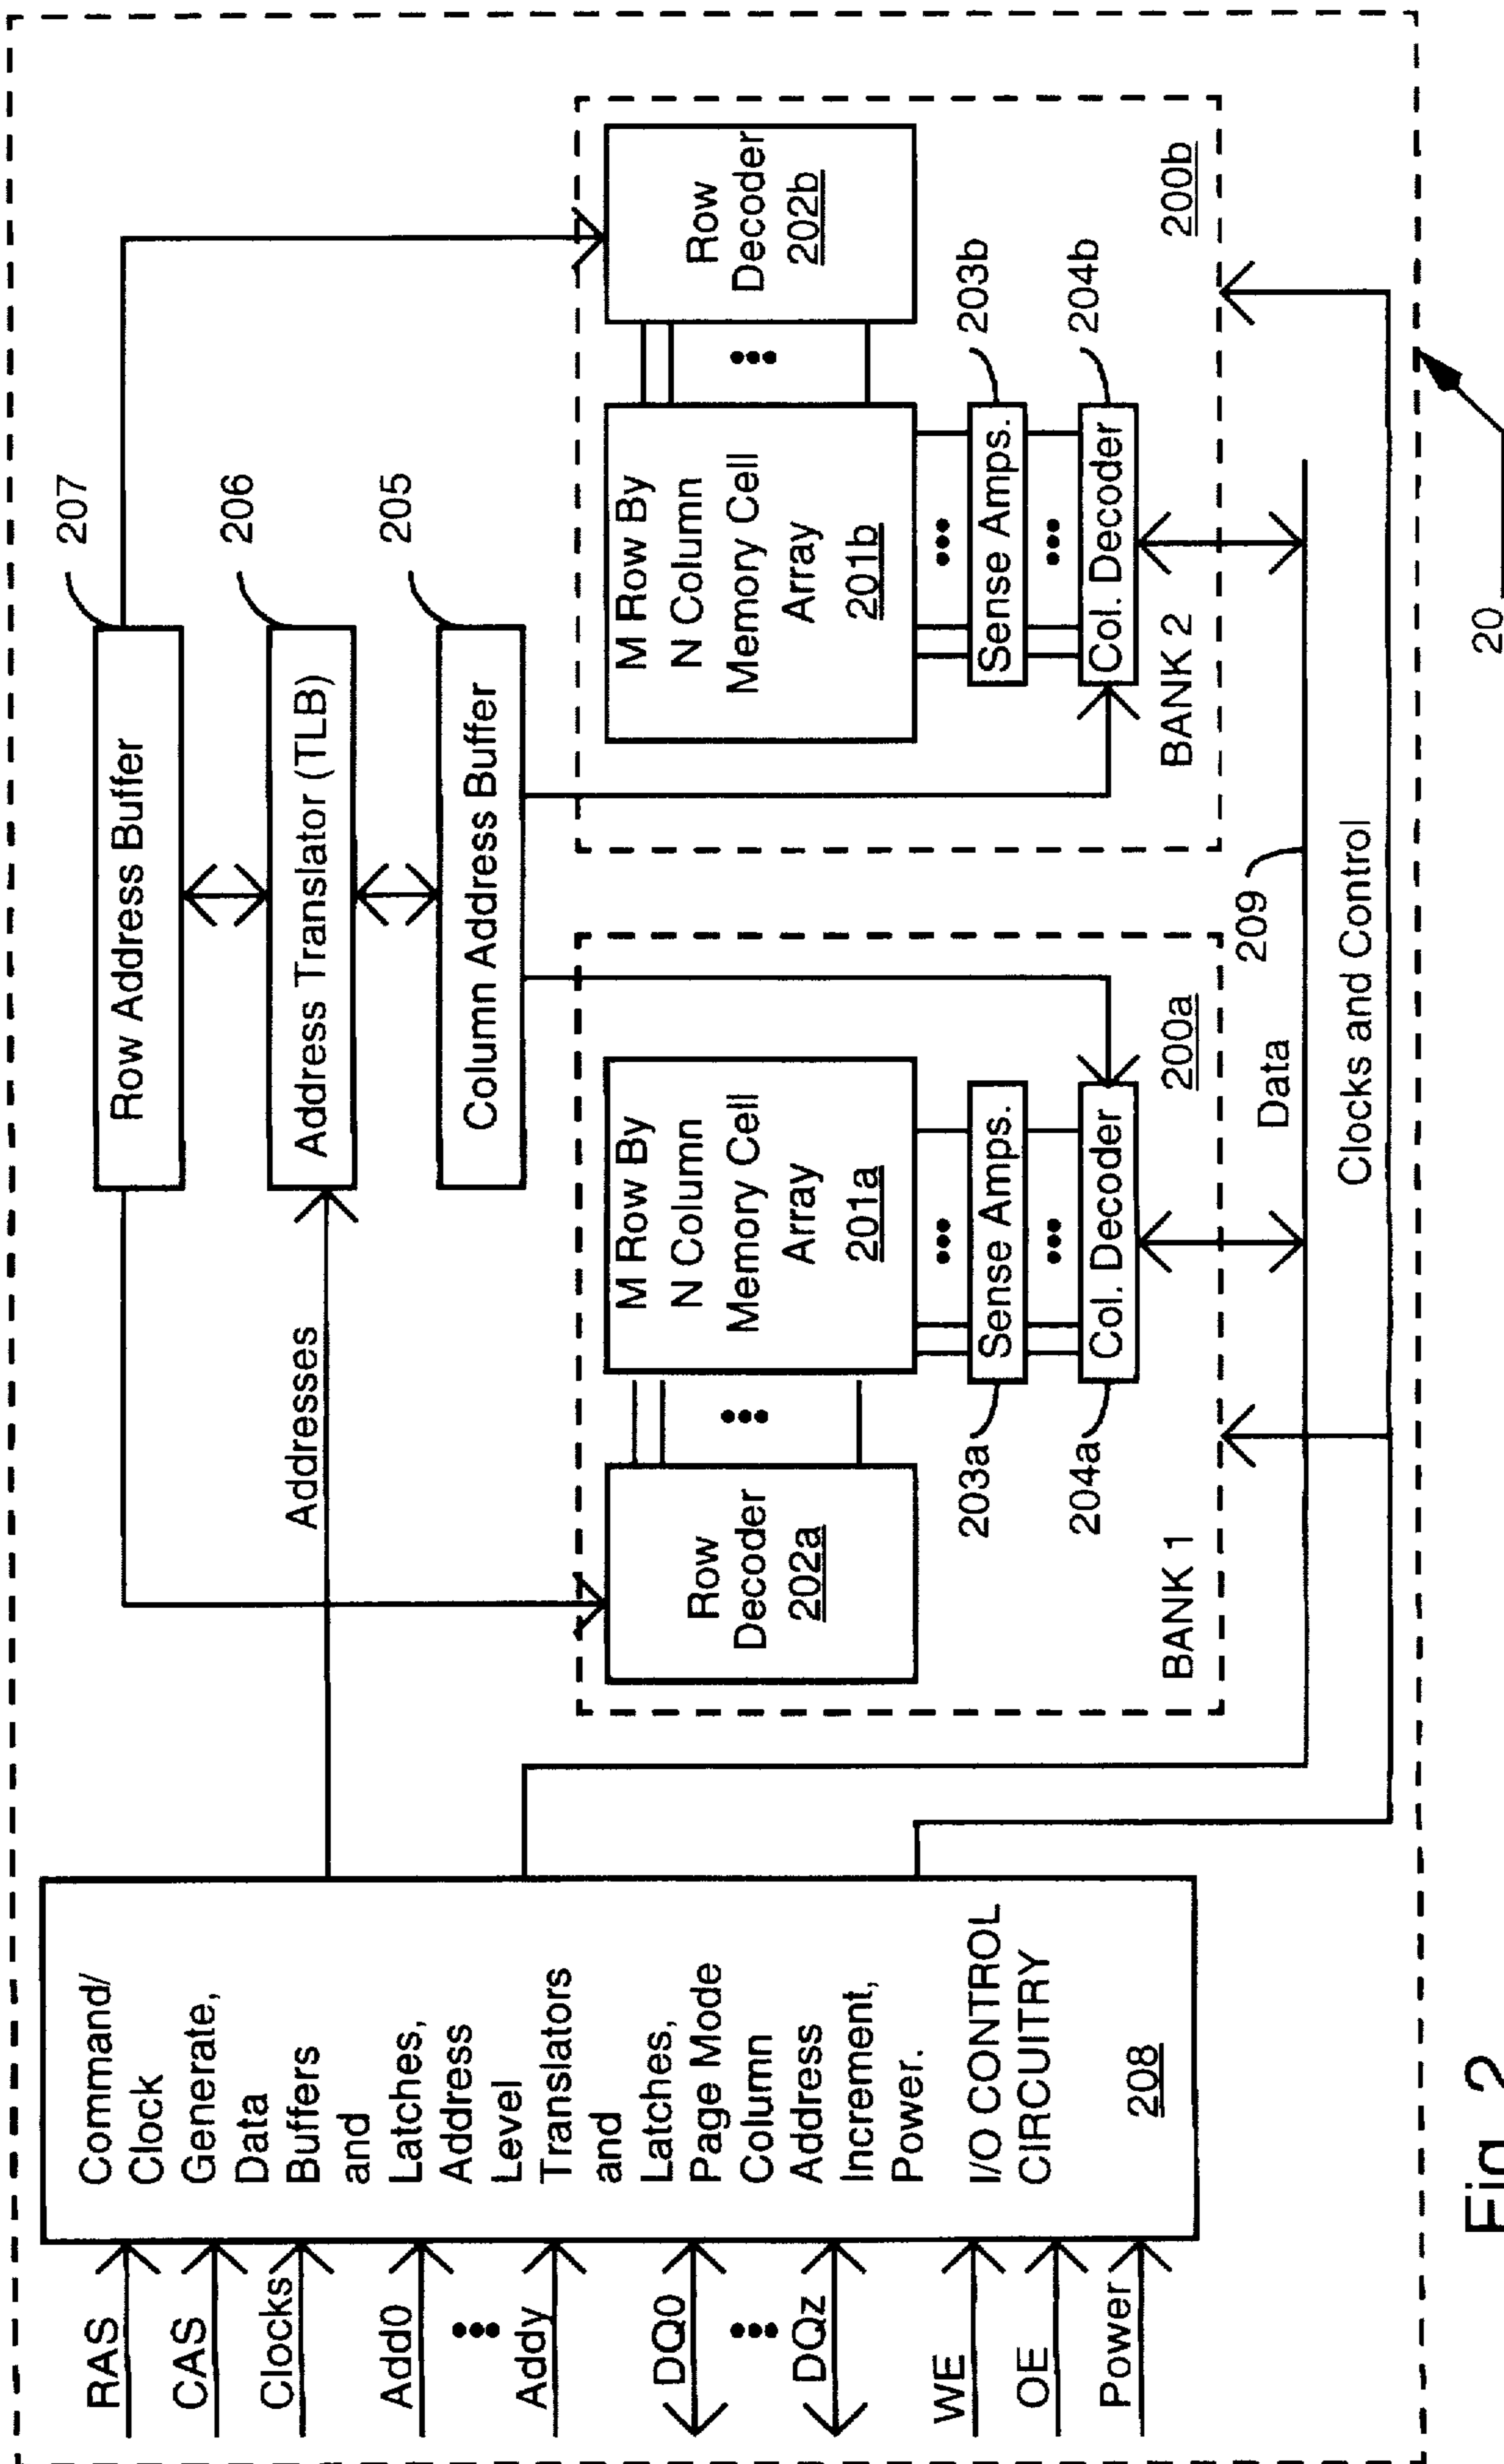 RAS
CAS
Clocks
Add0
Addy
DQ0
DQz
WE
OE
Power
Command/
Clock
Generate,
Data
Buffers
and
Latches,
Address
Level
Translators
and
Latches,
Page Mode
Column
Address
Increment,
Power.
I/O CONTROL
CIRCUITRY
208
Addresses
Row Address Buffer
207
Address Translator (TLB)
206
Column Address Buffer
205
Row
Decoder
202a
M Row By
N Column
Memory Cell
Array
201a
203a
Sense Amps.
204a
Col. Decoder
BANK 1
200a
M Row By
N Column
Memory Cell
Array
201b
Row
Decoder
202b
Sense Amps.
203b
Col. Decoder
204b
BANK 2
200b
Data
209
Clocks and Control
20
Fig. 2